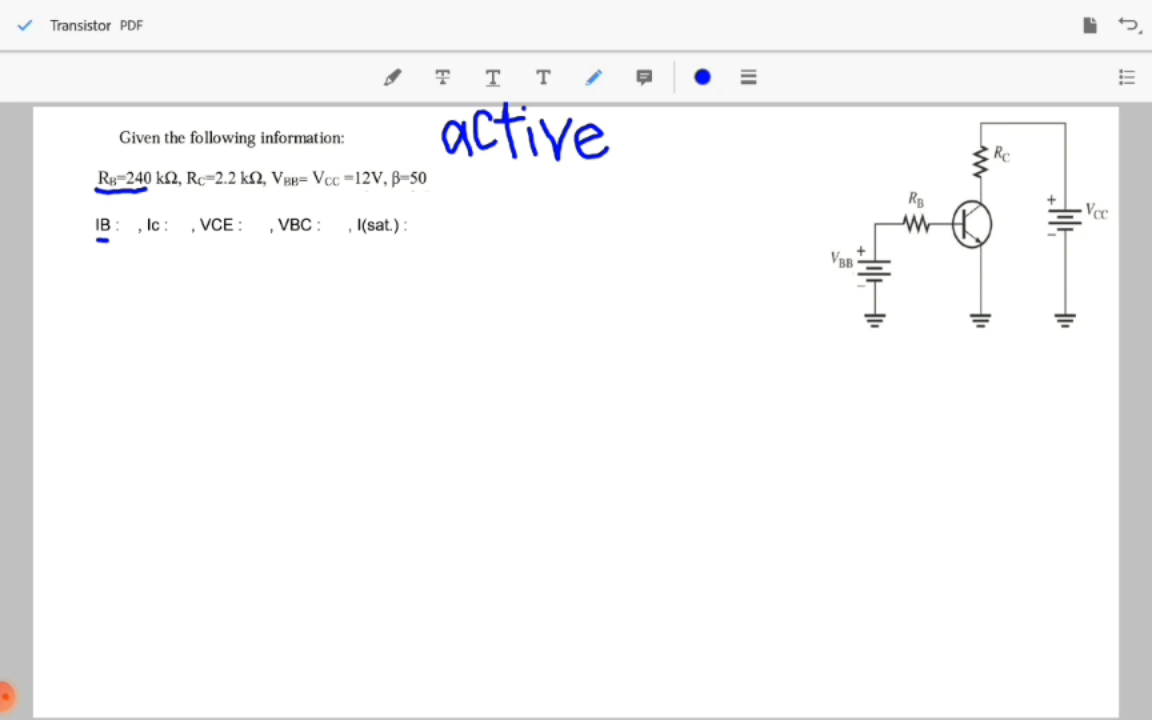 Transistor PDF
active
Given the following information:
RB=240 kΩ, RC=2.2 kΩ, VBB= VCC =12V, β=50
IB : , Ic : , VCE : , VBC : , I(sat.) :
RC
RB
+
VCC
−
+
VBB
−